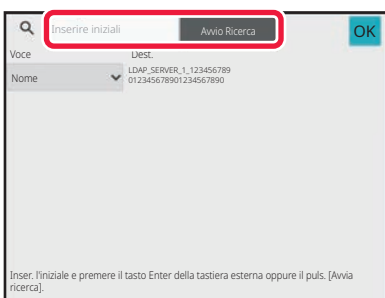 Inserire iniziali Avvio Ricerca OK
Voce Dest.
Nome LDAP_SERVER_1_123456789
012345678901234567890
Inser. l'iniziale e premere il tasto Enter della tastiera esterna oppure il puls. [Avvia
ricerca].